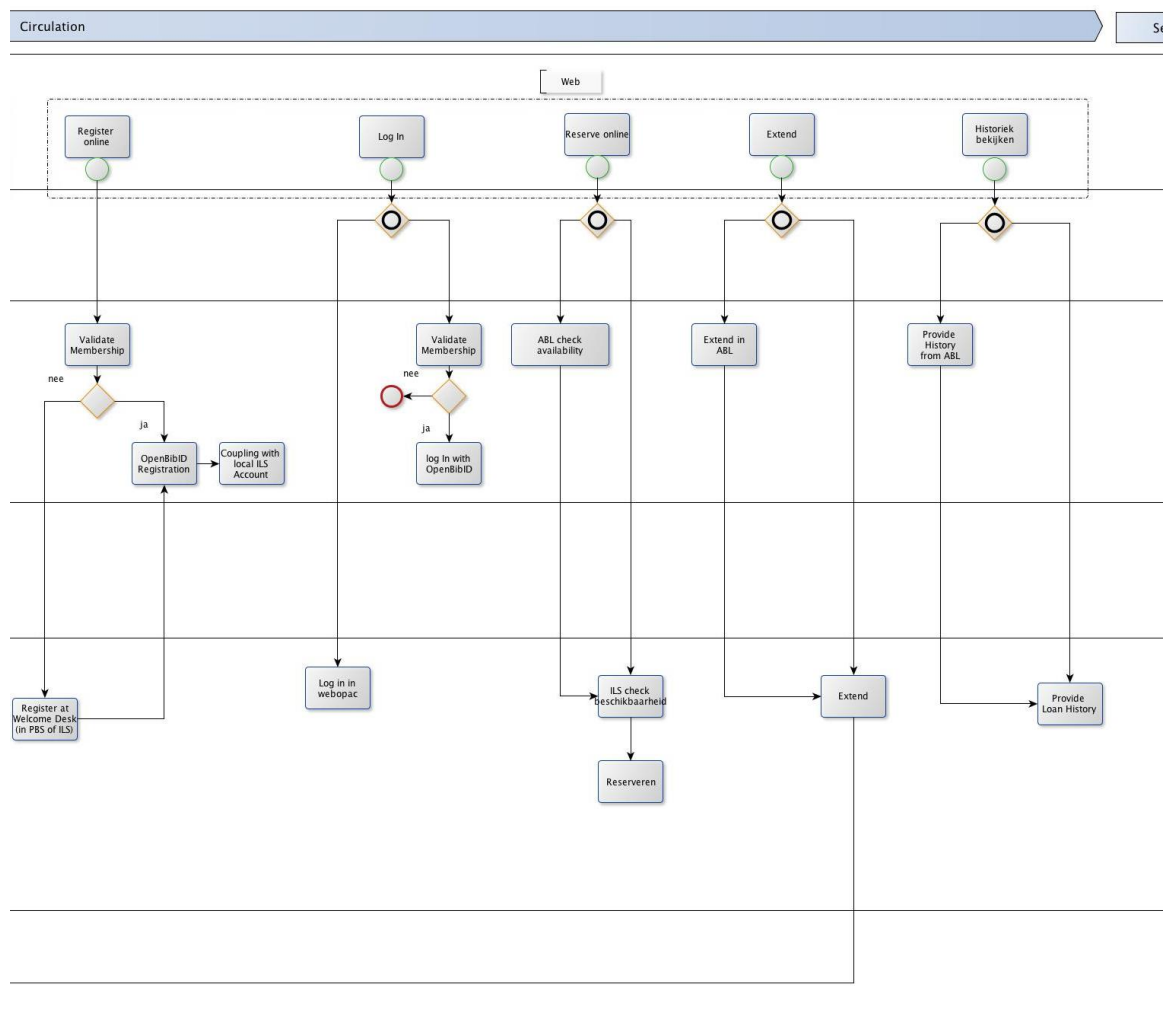 Circulation
Se
Web
Register
online
Log In
Reserve online
Extend
Historiek
bekijken
Validate
Membership
Validate
Membership
ABL check
availability
Extend in
ABL
Provide
History
from ABL
nee
nee
ja
ja
OpenBibID
Registration
Coupling with
local ILS
Account
log In with
OpenBibID
Register at
Welcome Desk
(in PBS of ILS)
Log in in
webopac
ILS check
beschikbaarheid
Extend
Provide
Loan History
Reserveren